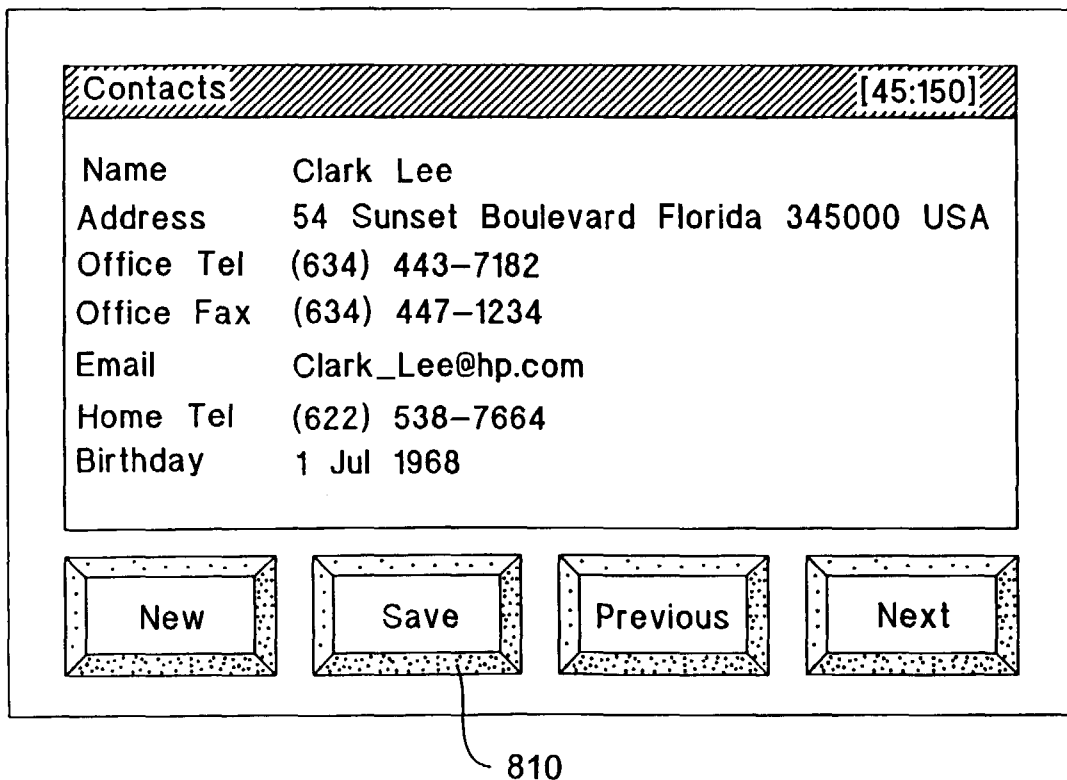 Contacts [45:150]
Name Clark Lee
Address 54 Sunset Boulevard Florida 345000 USA
Office Tel (634) 443-7182
Office Fax (634) 447-1234
Email Clark_Lee@hp.com
Home Tel (622) 538-7664
Birthday 1 Jul 1968
New Save Previous Next
810